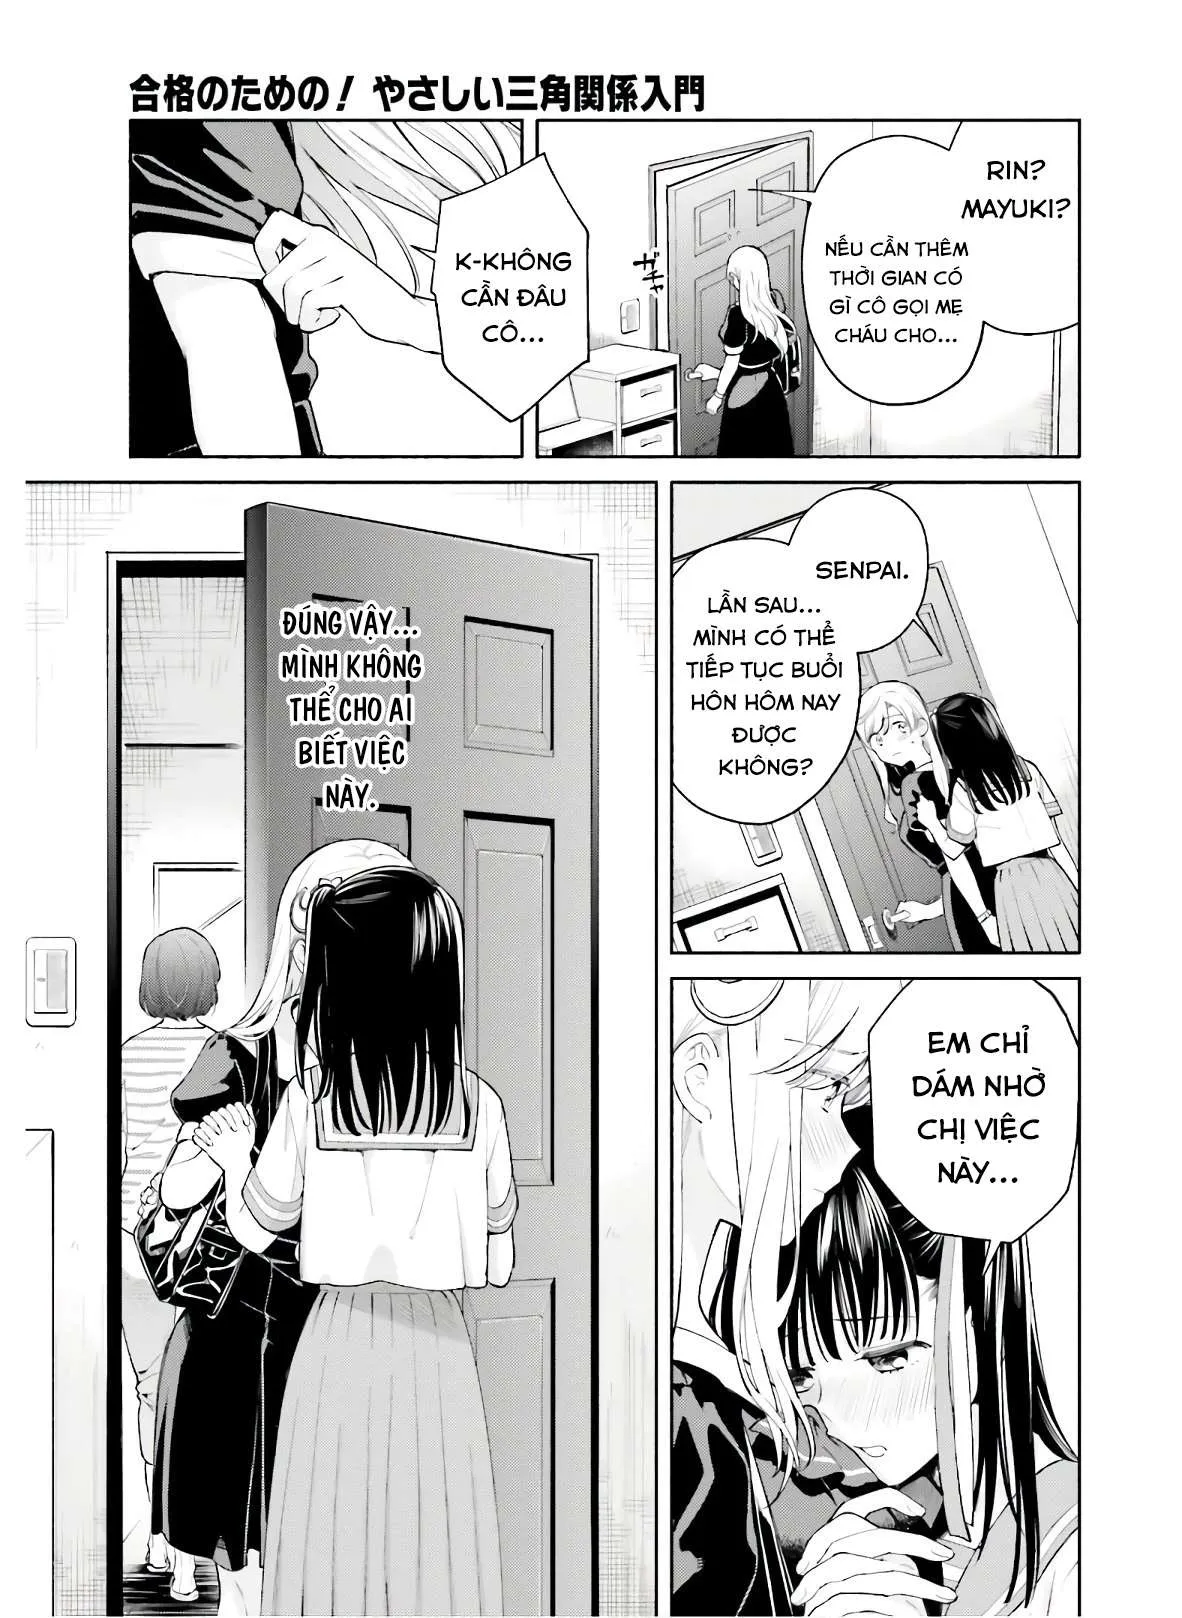 合格のための! やさしい三角関係入門
RIN?
MAYUKI?
NẾU CẦN THÊM
THỜI GIAN CÓ
GÌ CÔ GỌI MẸ
CHÁU CHO...
ガチャ
K-KHÔNG
CẦN ĐÂU
CÔ...
SENPAI.
LẦN SAU...
MÌNH CÓ THỂ
TIẾP TỤC BUỔI
HÔN HÔM NAY
ĐƯỢC
KHÔNG?
EM CHỈ
DÁM NHỜ
CHỊ VIỆC
NÀY...
ĐÚNG VẬY...
MÌNH KHÔNG
THỂ CHO AI
BIẾT VIỆC
NÀY.